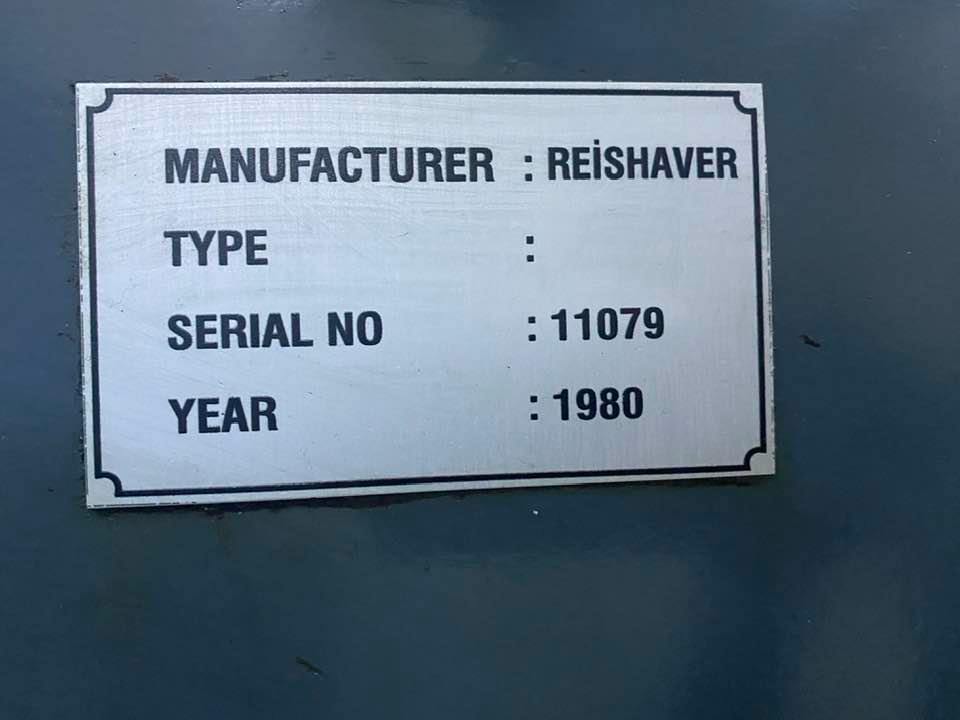 MANUFACTURER : REİSHAVER
TYPE :
SERIAL NO : 11079
YEAR : 1980